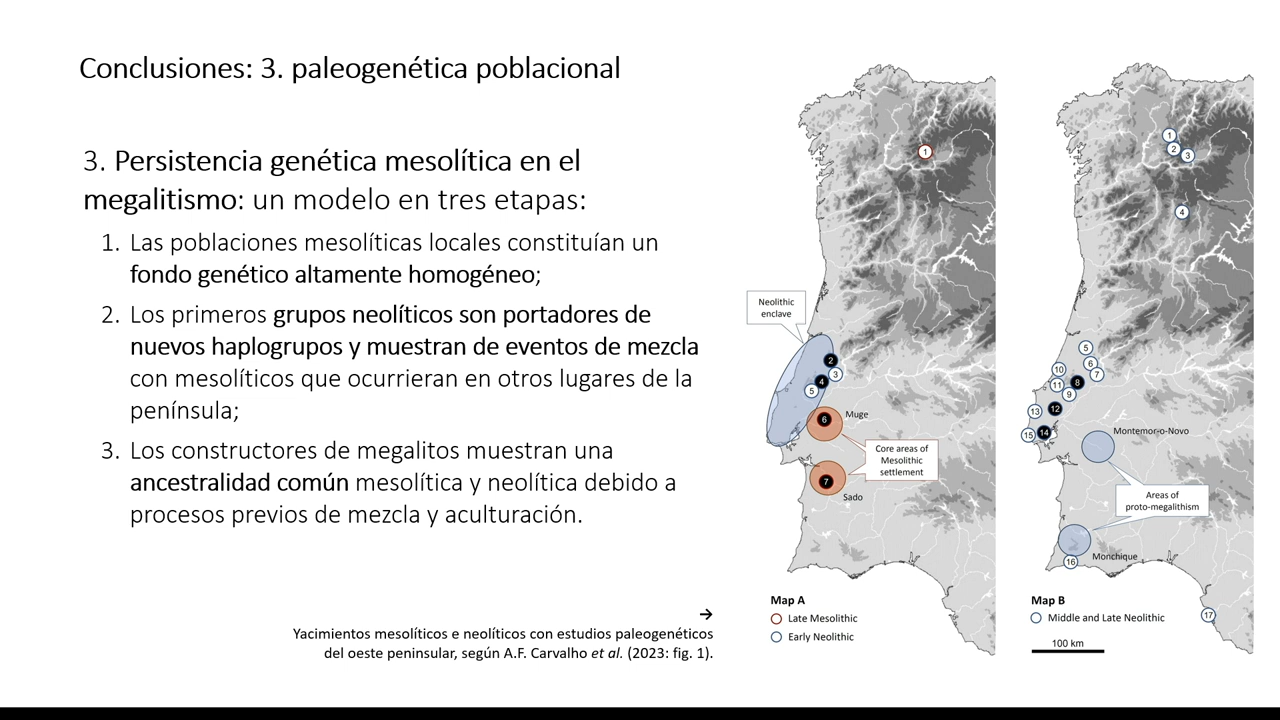 Conclusiones: 3. paleogenética poblacional
3. Persistencia genética mesolítica en el
megalitismo: un modelo en tres etapas:
1. Las poblaciones mesolíticas locales constituían un
fondo genético altamente homogéneo;
2. Los primeros grupos neolíticos son portadores de
nuevos haplogrupos y muestran de eventos de mezcla
con mesolíticos que ocurrieran en otros lugares de la
península;
3. Los constructores de megalitos muestran una
ancestralidad común mesolítica y neolítica debido a
procesos previos de mezcla y aculturación.
→
Yacimientos mesolíticos e neolíticos con estudios paleogenéticos
del oeste peninsular, según A.F. Carvalho et al. (2023: fig. 1).
1
Neolithic
enclave
2
3
4
5
6
Muge
Core areas of
Mesolithic
settlement
7
Sado
Map A
Late Mesolithic
Early Neolithic
1
2
3
4
5
6
7
8
9
10
11
12
13
14
15
Montemor-o-Novo
Areas of
proto-megalithism
Monchique
16
17
Map B
Middle and Late Neolithic
100 km